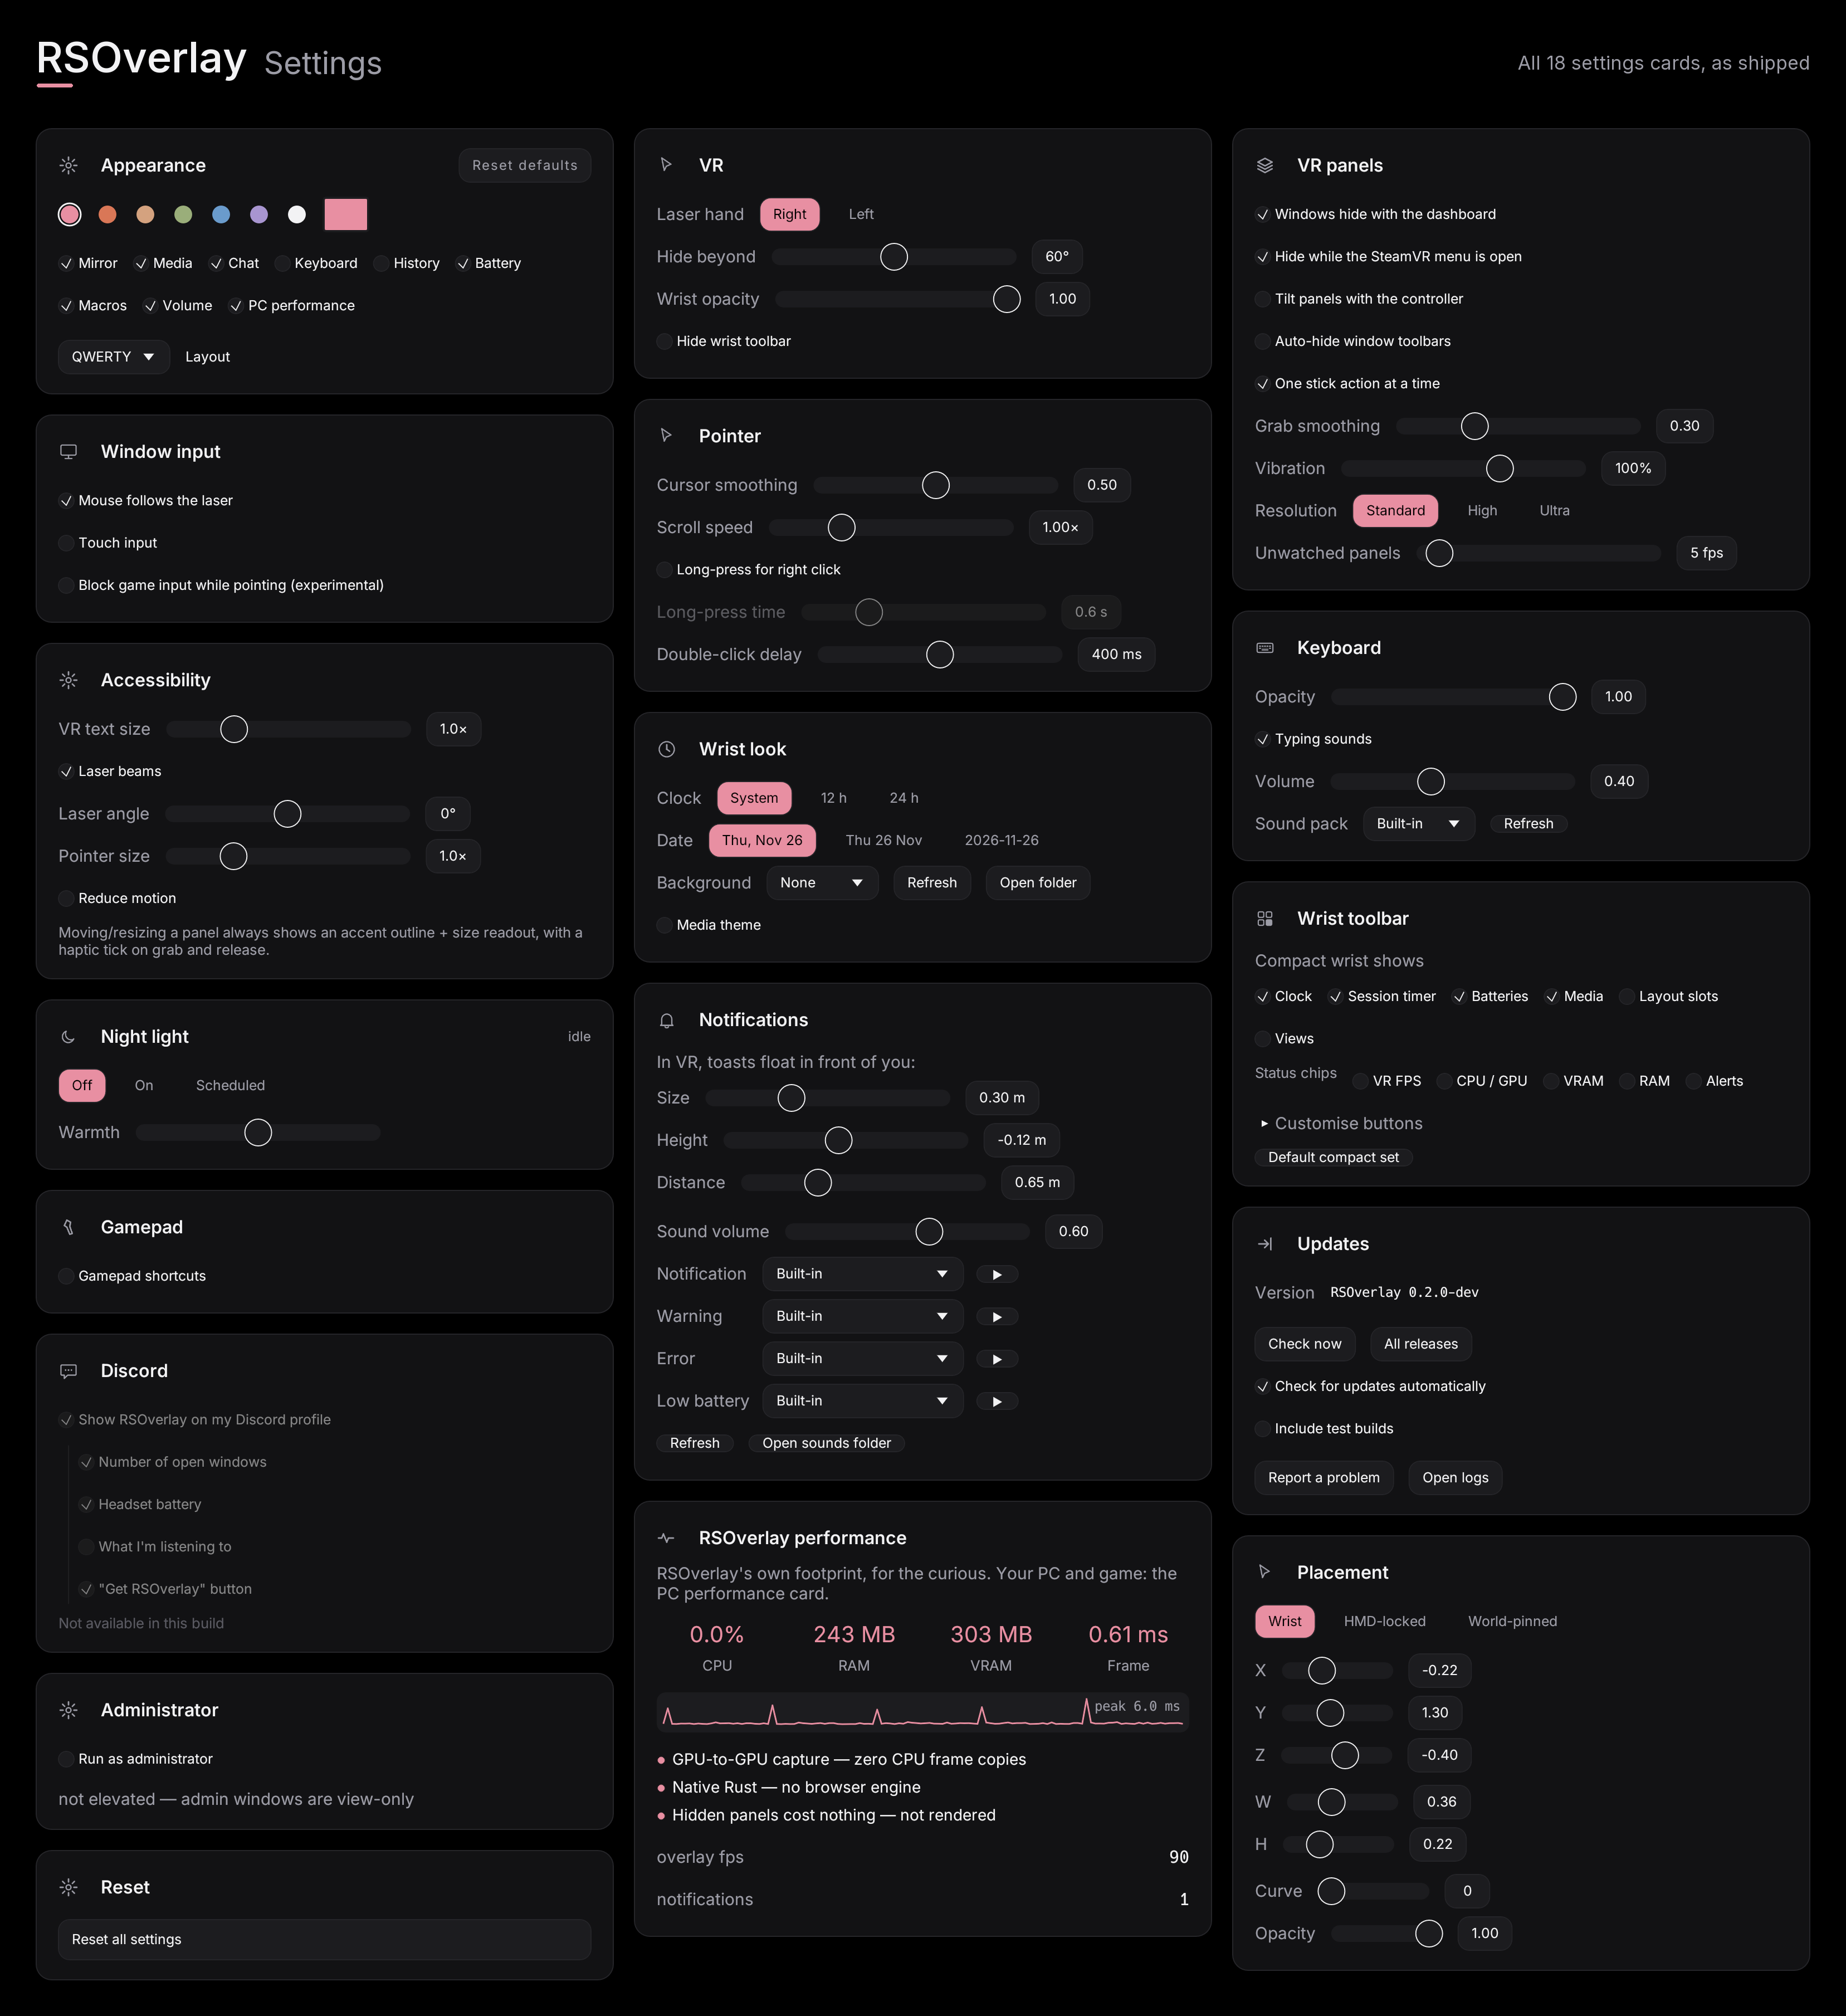 RSOverlay Settings
All 18 settings cards, as shipped
Appearance
Reset defaults
Mirror Media Chat Keyboard History Battery
Macros Volume PC performance
QWERTY Layout
Window input
Mouse follows the laser
Touch input
Block game input while pointing (experimental)
Accessibility
VR text size 1.0×
Laser beams
Laser angle 0°
Pointer size 1.0×
Reduce motion
Moving/resizing a panel always shows an accent outline + size readout, with a
haptic tick on grab and release.
Night light idle
Off On Scheduled
Warmth
Gamepad
Gamepad shortcuts
Discord
Show RSOverlay on my Discord profile
Number of open windows
Headset battery
What I'm listening to
"Get RSOverlay" button
Not available in this build
Administrator
Run as administrator
not elevated — admin windows are view-only
Reset
Reset all settings
VR
Laser hand Right Left
Hide beyond 60°
Wrist opacity 1.00
Hide wrist toolbar
Pointer
Cursor smoothing 0.50
Scroll speed 1.00×
Long-press for right click
Long-press time 0.6 s
Double-click delay 400 ms
Wrist look
Clock System 12 h 24 h
Date Thu, Nov 26 Thu 26 Nov 2026-11-26
Background None Refresh Open folder
Media theme
Notifications
In VR, toasts float in front of you:
Size 0.30 m
Height -0.12 m
Distance 0.65 m
Sound volume 0.60
Notification Built-in
Warning Built-in
Error Built-in
Low battery Built-in
Refresh Open sounds folder
RSOverlay performance
RSOverlay's own footprint, for the curious. Your PC and game: the
PC performance card.
0.0% 243 MB 303 MB 0.61 ms
CPU RAM VRAM Frame
peak 6.0 ms
GPU-to-GPU capture — zero CPU frame copies
Native Rust — no browser engine
Hidden panels cost nothing — not rendered
overlay fps 90
notifications 1
VR panels
Windows hide with the dashboard
Hide while the SteamVR menu is open
Tilt panels with the controller
Auto-hide window toolbars
One stick action at a time
Grab smoothing 0.30
Vibration 100%
Resolution Standard High Ultra
Unwatched panels 5 fps
Keyboard
Opacity 1.00
Typing sounds
Volume 0.40
Sound pack Built-in Refresh
Wrist toolbar
Compact wrist shows
Clock Session timer Batteries Media Layout slots
Views
Status chips VR FPS CPU / GPU VRAM RAM Alerts
Customise buttons
Default compact set
Updates
Version RSOverlay 0.2.0-dev
Check now All releases
Check for updates automatically
Include test builds
Report a problem Open logs
Placement
Wrist HMD-locked World-pinned
X -0.22
Y 1.30
Z -0.40
W 0.36
H 0.22
Curve 0
Opacity 1.00